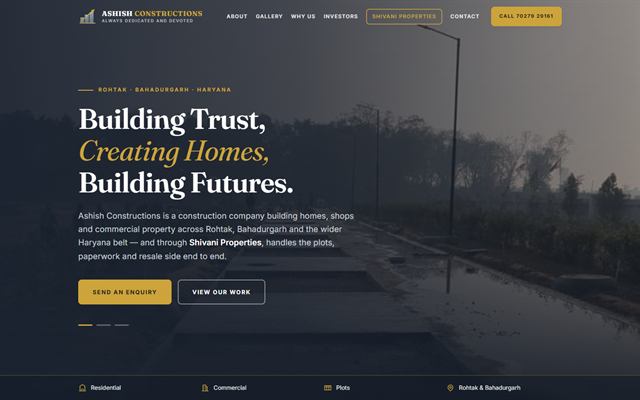 ASHISH CONSTRUCTIONS
ALWAYS DEDICATED AND DEVOTED
ABOUT GALLERY WHY US INVESTORS SHIVANI PROPERTIES CONTACT CALL 70279 29161
ROHTAK · BAHADURGARH · HARYANA
Building Trust,
Creating Homes,
Building Futures.
Ashish Constructions is a construction company building homes, shops
and commercial property across Rohtak, Bahadurgarh and the wider
Haryana belt — and through Shivani Properties, handles the plots,
paperwork and resale side end to end.
SEND AN ENQUIRY VIEW OUR WORK
Residential Commercial Plots Rohtak & Bahadurgarh